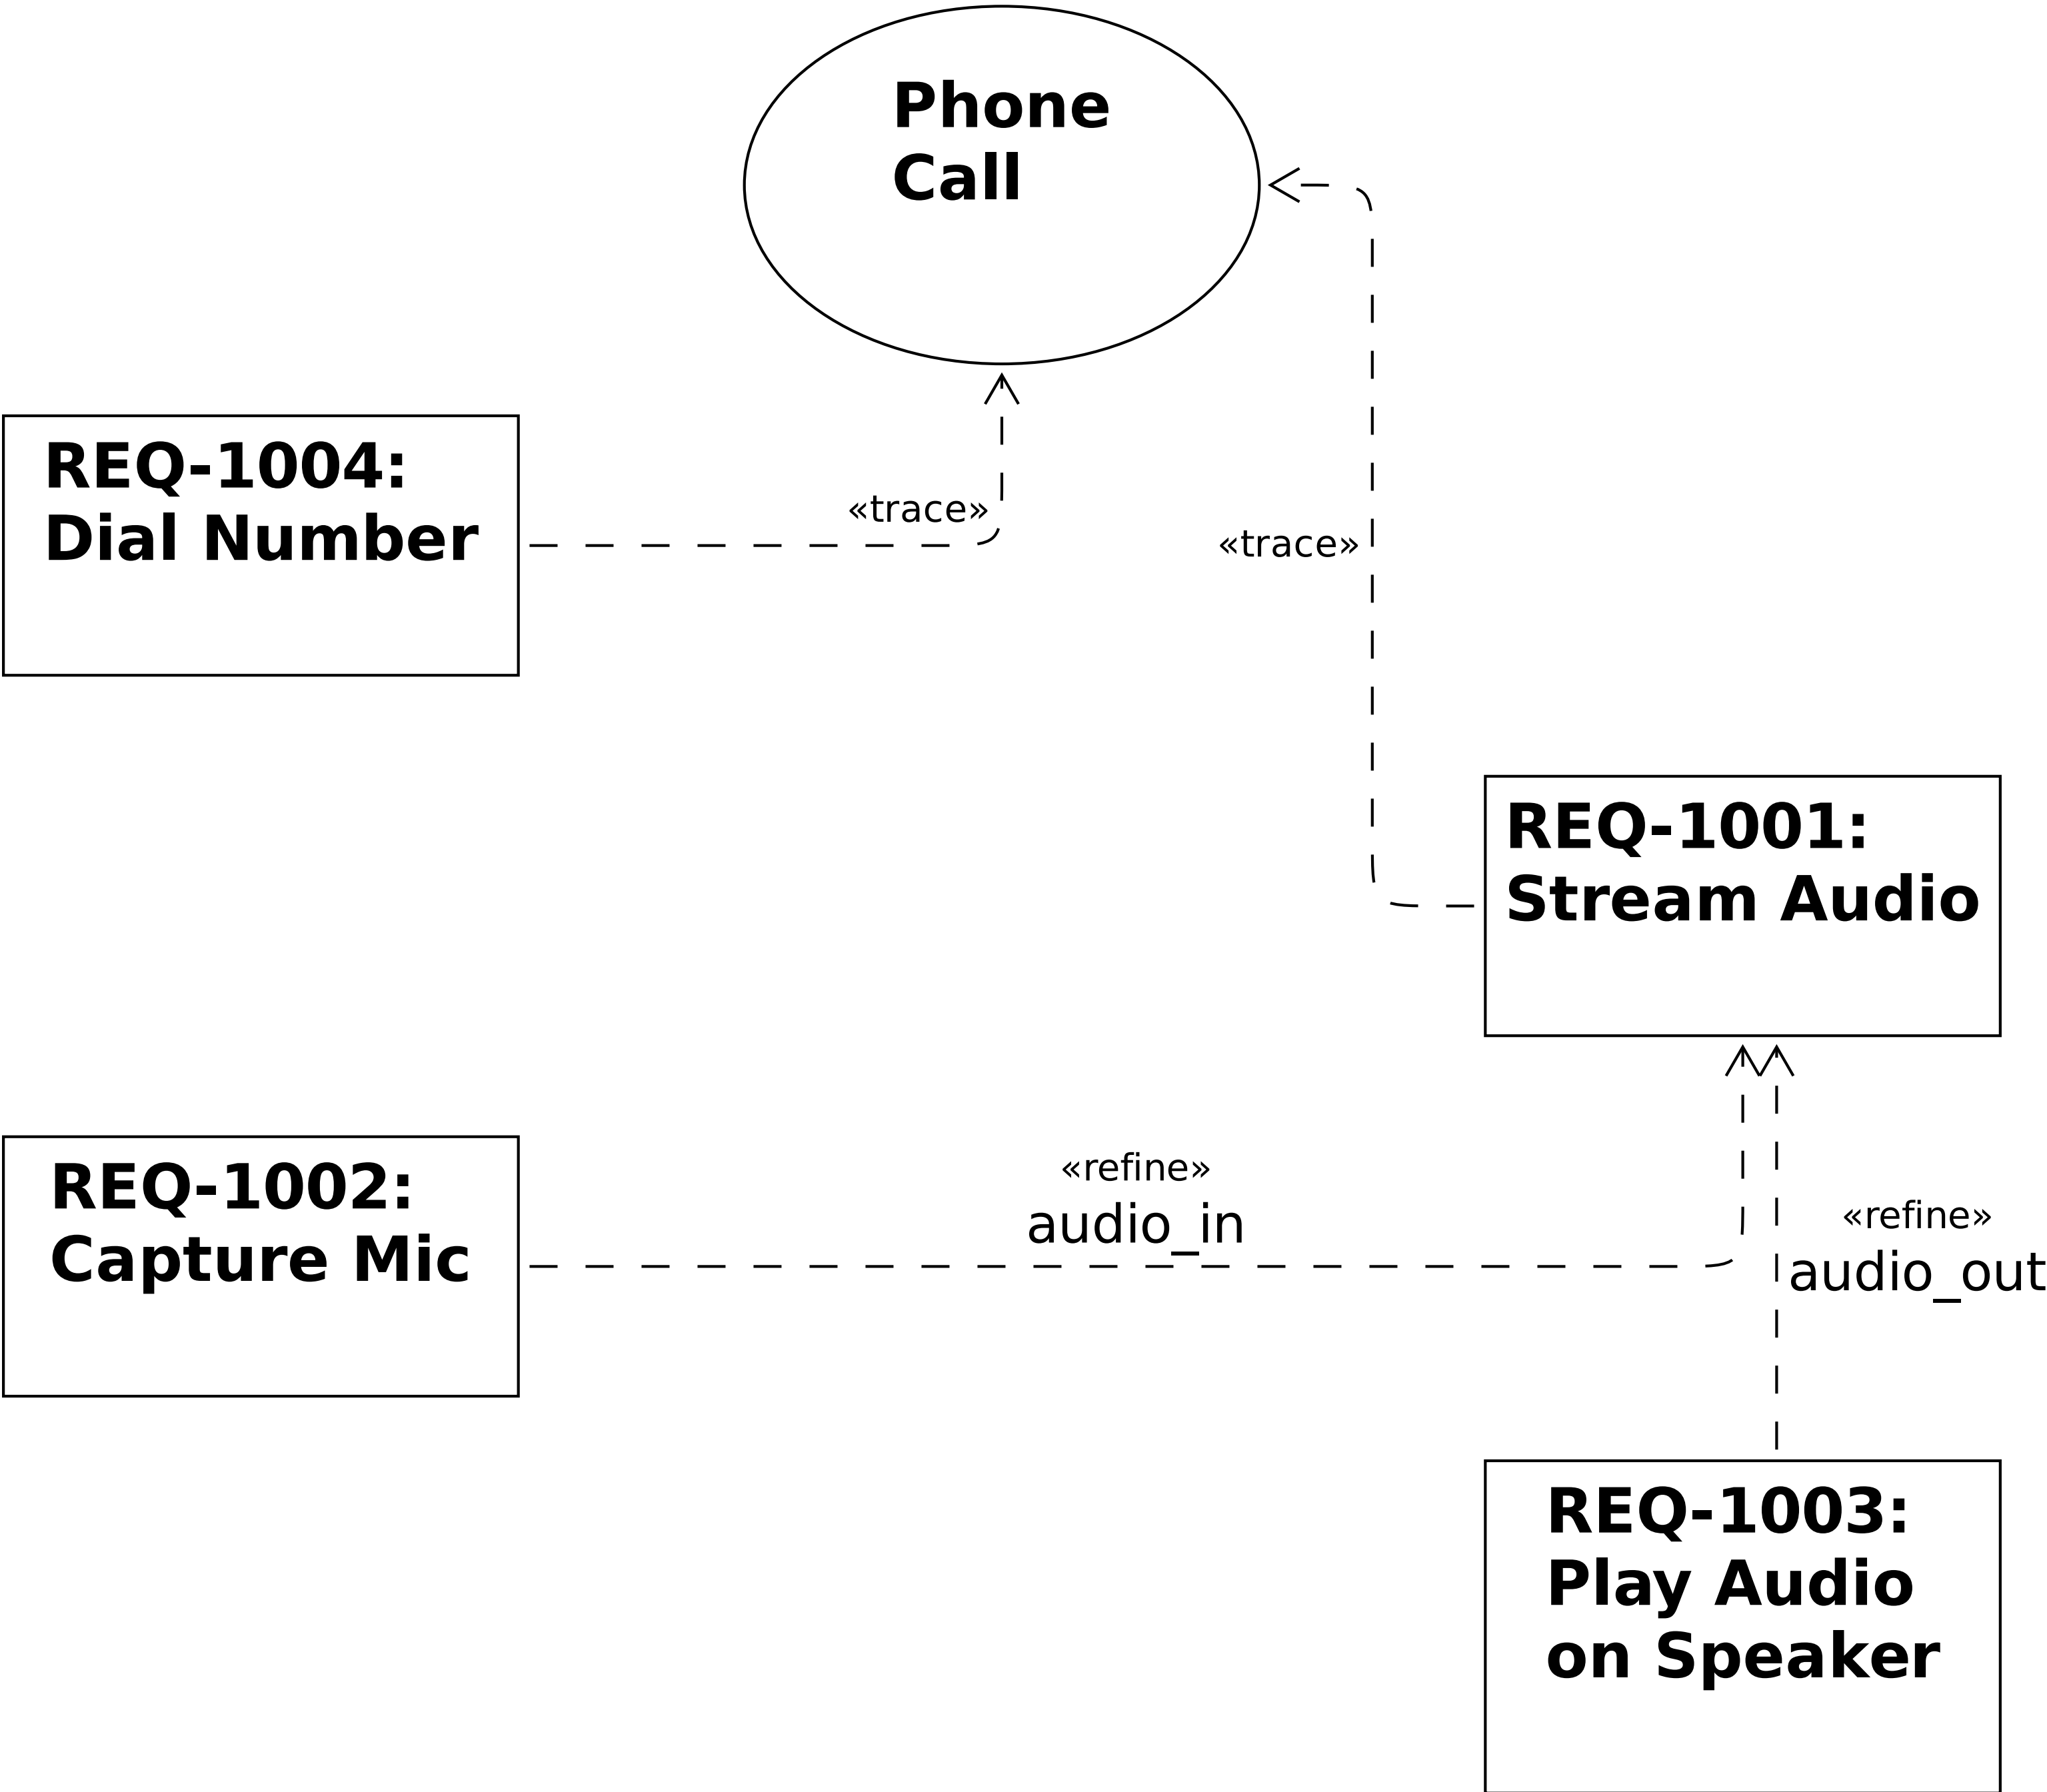 Phone
Call
REQ-1004:
Dial Number
«trace»
«trace»
REQ-1001:
Stream Audio
REQ-1002:
Capture Mic
«refine»
audio_in
«refine»
audio_out
REQ-1003:
Play Audio
on Speaker